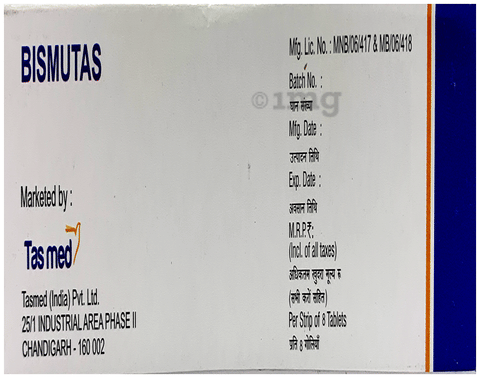 BISMUTAS
Marketed by :
Tasmed
Tasmed (India) Pvt. Ltd.
25/1 INDUSTRIAL AREA PHASE II
CHANDIGARH - 160 002
Mfg. Lic. No. : MNB/06/417 & MB/06/418
Batch No. :
घान संख्या
Mfg. Date :
उत्पादन तिथि
Exp. Date :
अवसान तिथि
M.R.P.₹:
(Incl. of all taxes)
अधिकतम खुदरा मूल्य रु
(सभी करों सहित)
Per Strip of 8 Tablets
प्रति 8 गोलियाँ
©1mg